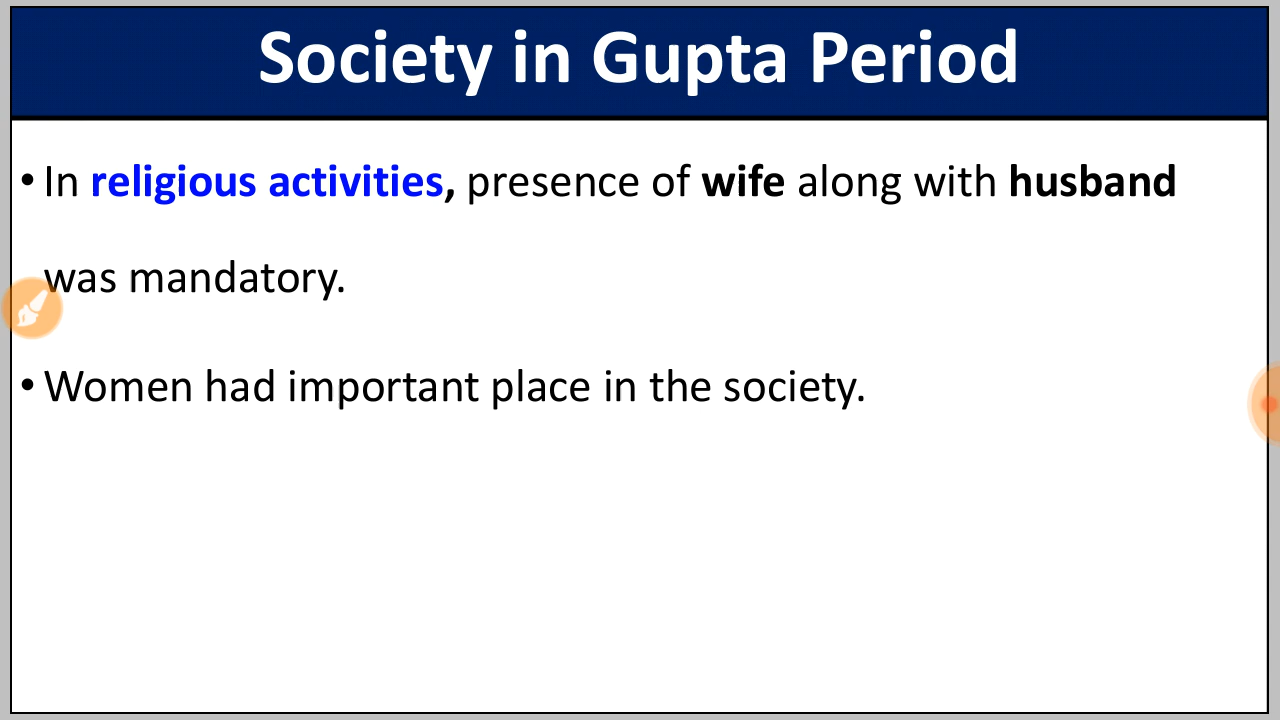 Society in Gupta Period
• In religious activities, presence of wife along with husband
was mandatory.
• Women had important place in the society.